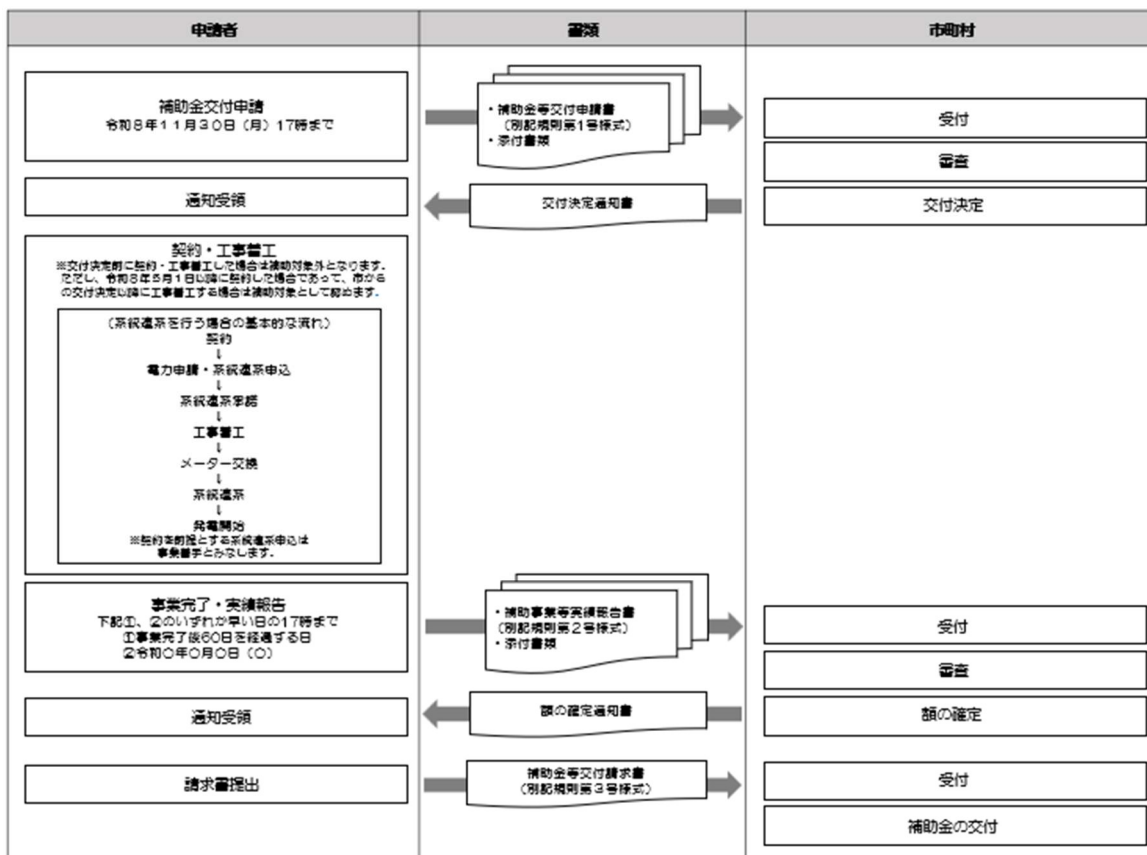 申請者
書類
市町村
補助金交付申請
令和8年11月30日（月）17時まで
・補助金等交付申請書
（別記規則第1号様式）
・添付書類
受付
審査
通知受領
交付決定通知書
交付決定
契約・工事着工
※交付決定前に契約・工事着工した場合は補助対象外となります。
ただし、令和8年5月1日以降に契約した場合であって、市から
の交付決定以降に工事着工する場合は補助対象として認めます。
（系統連系を行う場合の基本的な流れ）
契約
↓
電力申請・系統連系申込
↓
系統連系承諾
↓
工事着工
↓
メーター交換
↓
系統連系
↓
発電開始
※契約を前提とする系統連系申込は
事業着手とみなします。
事業完了・実績報告
下記①、②のいずれか早い日の17時まで
①事業完了後60日を経過する日
②令和〇年〇月〇日（〇）
・補助事業等実績報告書
（別記規則第2号様式）
・添付書類
受付
審査
通知受領
額の確定通知書
額の確定
請求書提出
補助金等交付請求書
（別記規則第3号様式）
受付
補助金の交付